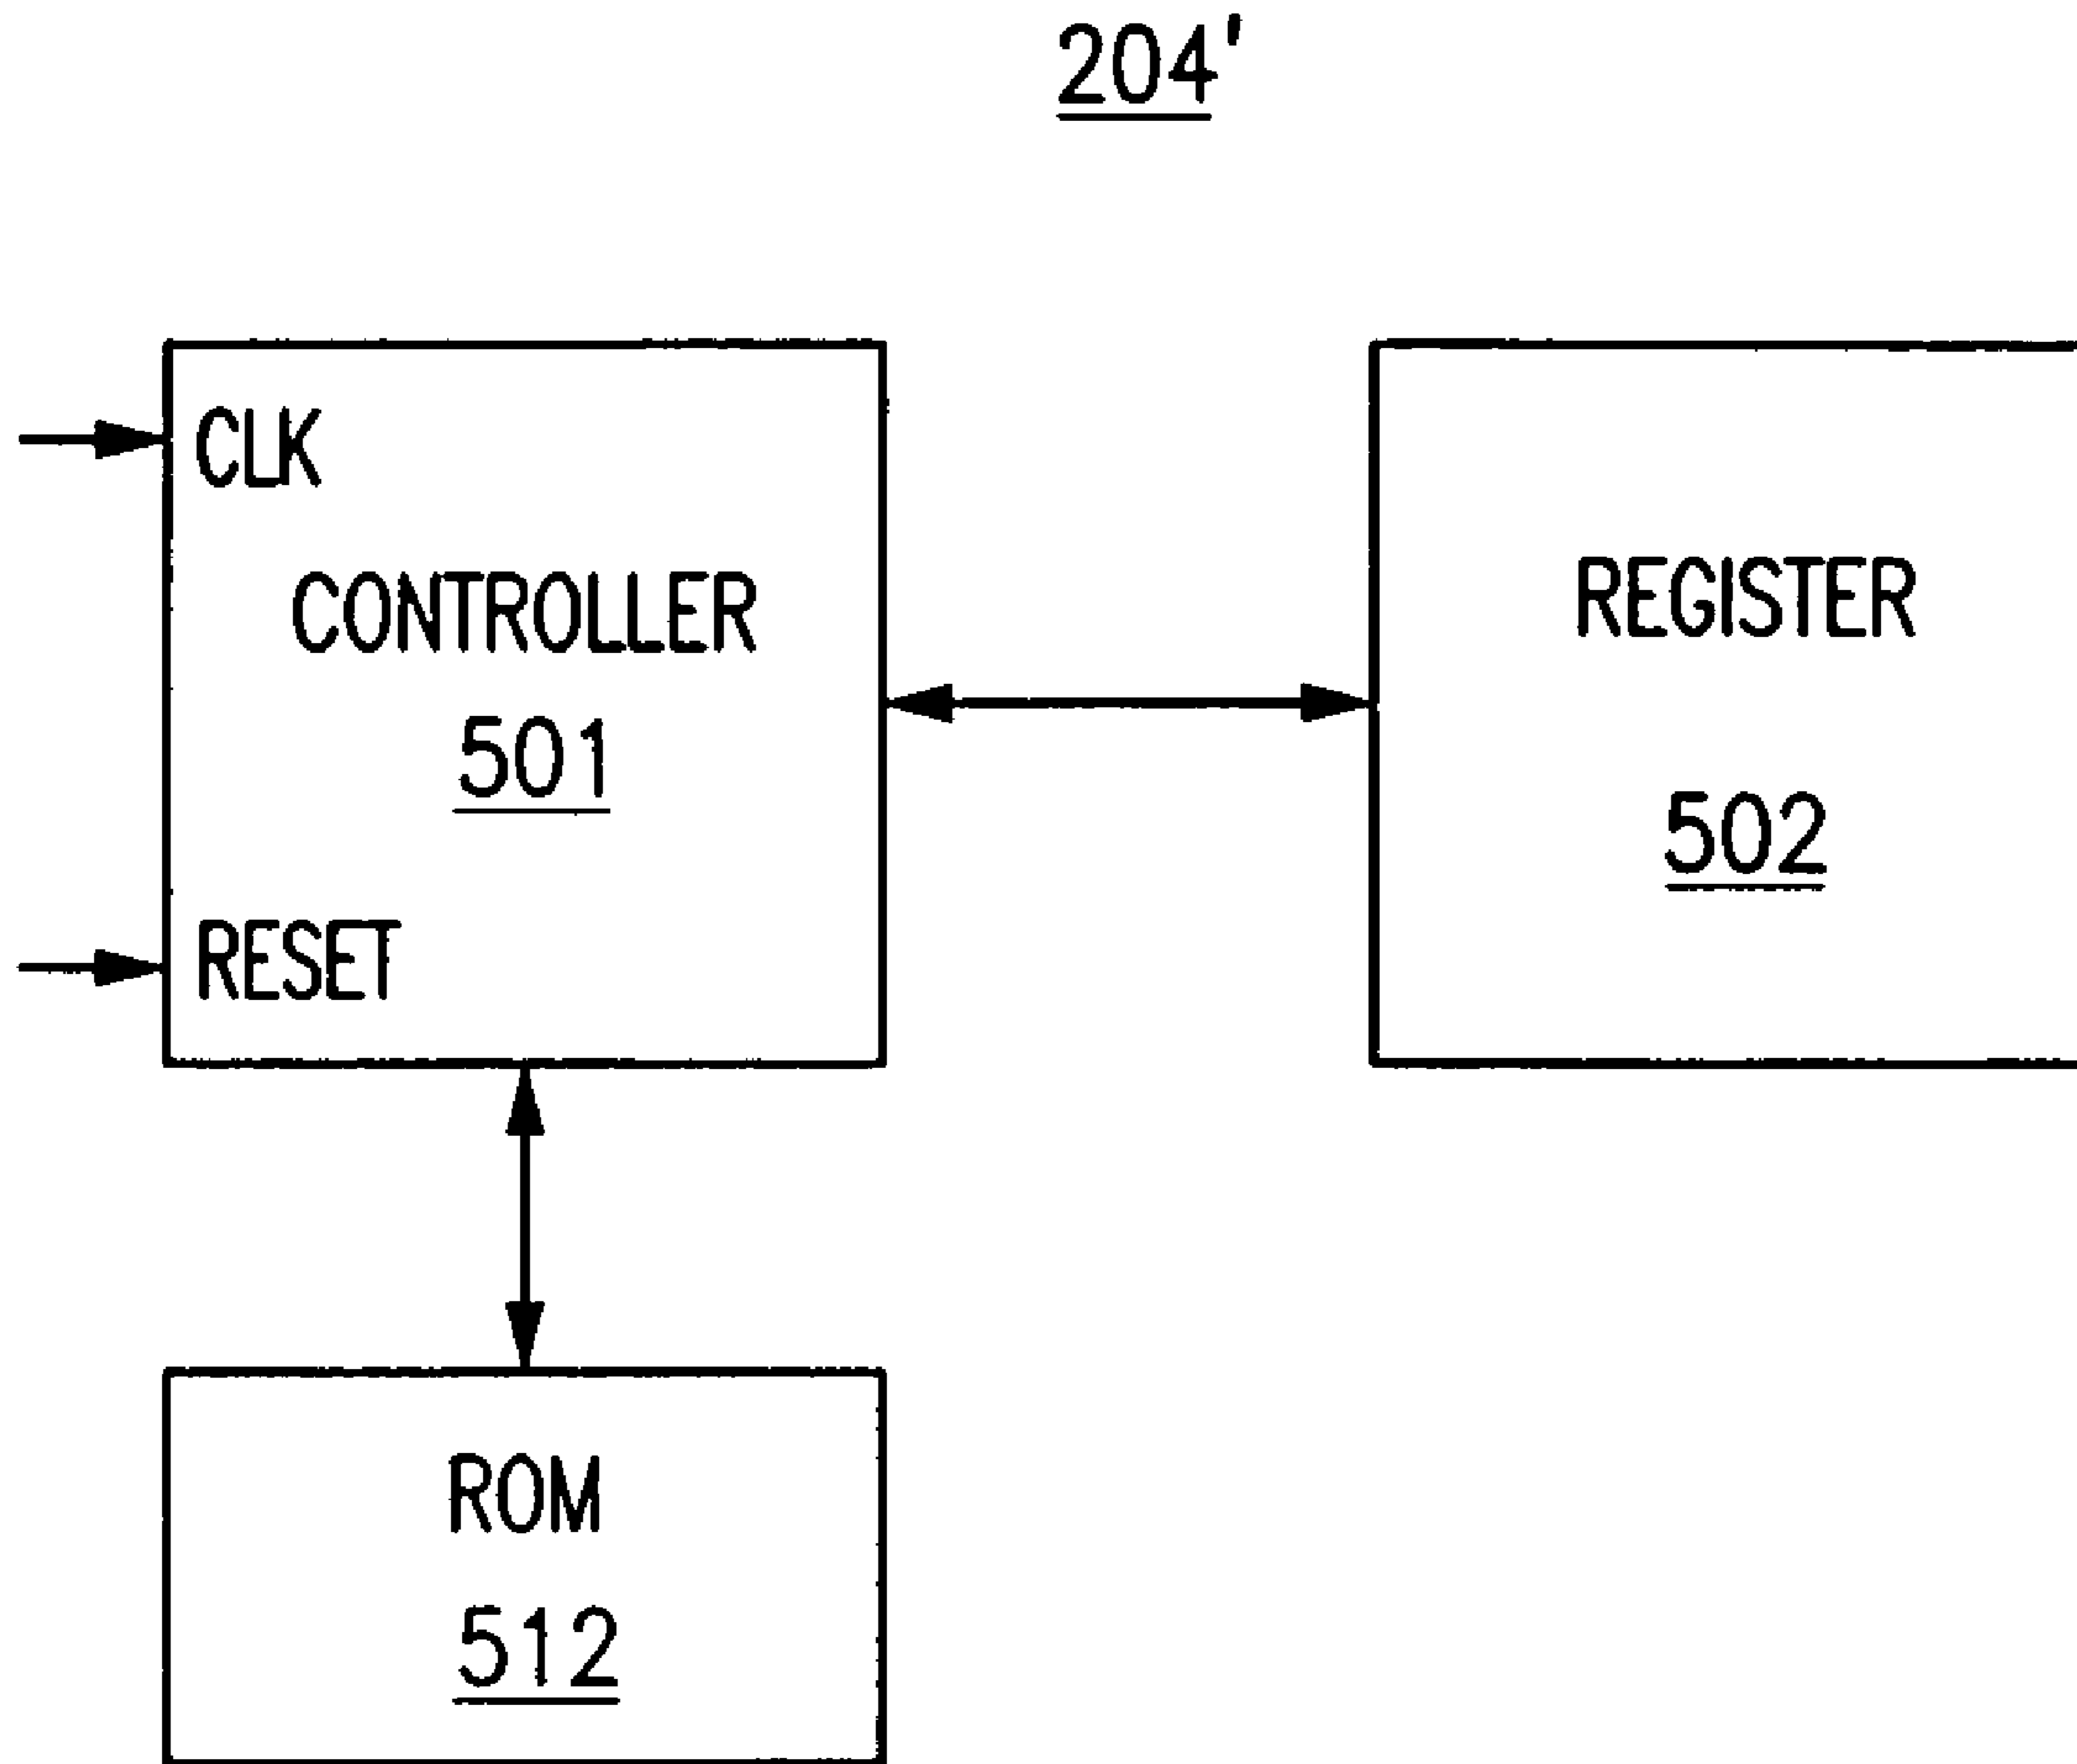 204'
CLK
CONTROLLER
501
RESET
REGISTER
502
ROM
512